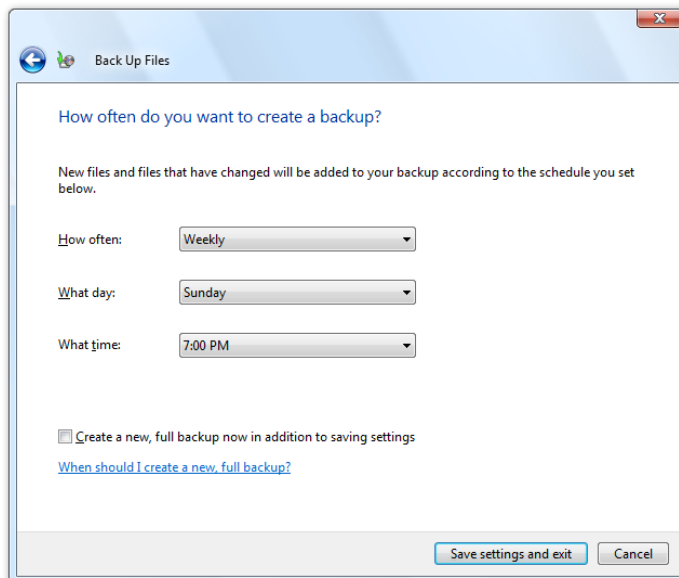 Back Up Files
How often do you want to create a backup?
New files and files that have changed will be added to your backup according to the schedule you set
below.
How often: Weekly
What day: Sunday
What time: 7:00 PM
Create a new, full backup now in addition to saving settings
When should I create a new, full backup?
Save settings and exit Cancel